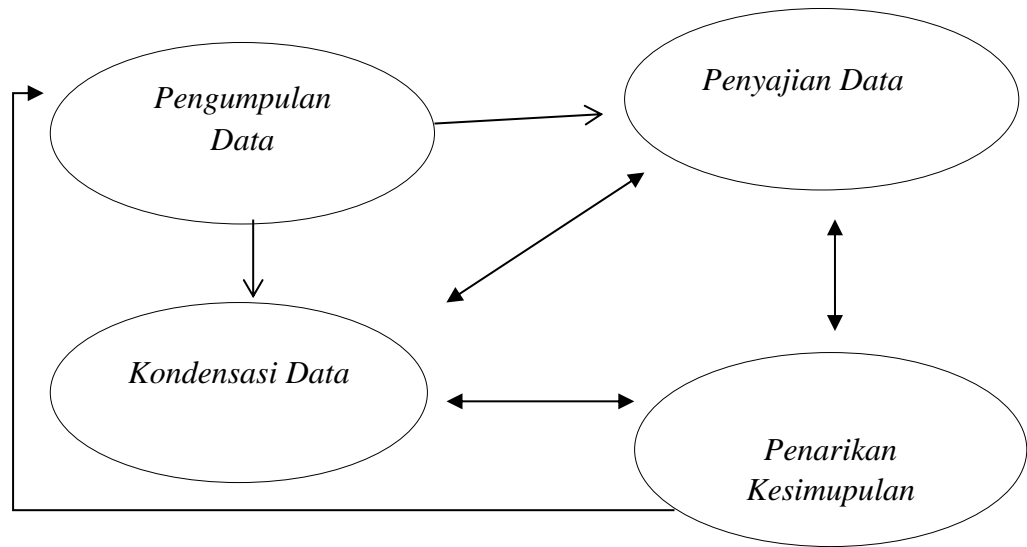 Pengumpulan
Data
Penyajian Data
Kondensasi Data
Penarikan
Kesimupulan